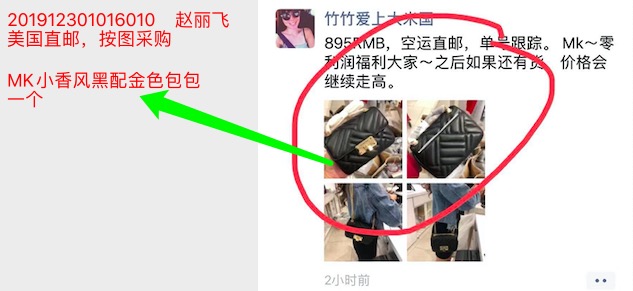 201912301016010 赵丽飞
美国直邮，按图采购
MK小香风黑配金色包包
一个
竹竹爱上大米国
895RMB，空运直邮，单号跟踪。 Mk～零
利润福利大家～之后如果还有货，价格会
继续走高。
2小时前